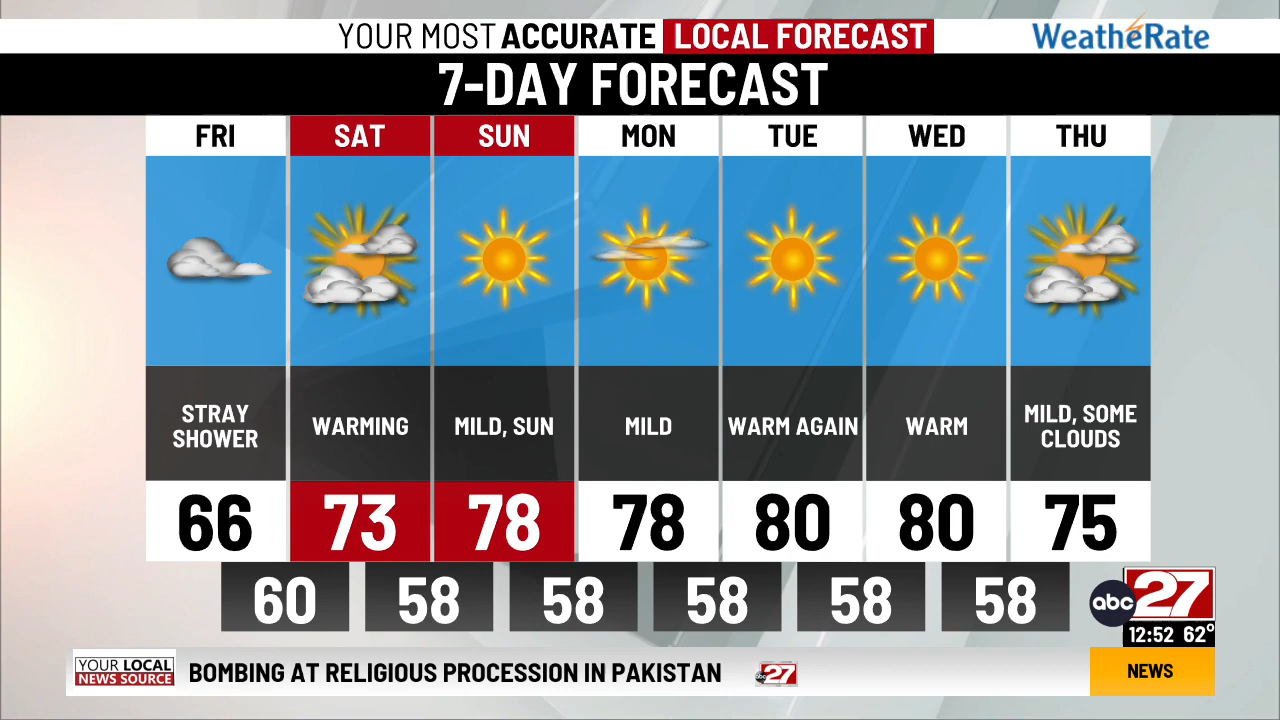 YOUR MOST ACCURATE LOCAL FORECAST
WeatheRate
7-DAY FORECAST
FRI SAT SUN MON TUE WED THU
STRAY SHOWER
WARMING
MILD, SUN
MILD
WARM AGAIN
WARM
MILD, SOME CLOUDS
66 73 78 78 80 80 75
60 58 58 58 58 58
abc 27
12:52 62°
YOUR LOCAL
NEWS SOURCE
BOMBING AT RELIGIOUS PROCESSION IN PAKISTAN
abc 27
NEWS